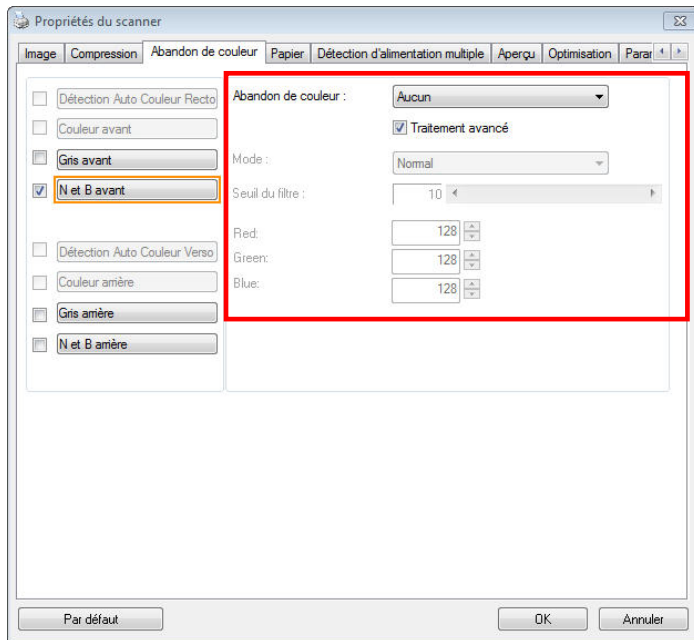 Propriétés du scanner
Image Compression Abandon de couleur Papier Détection d'alimentation multiple Aperçu Optimisation Parar
Détection Auto Couleur Recto
Couleur avant
Gris avant
N et B avant
Détection Auto Couleur Verso
Couleur arrière
Gris arrière
N et B arrière
Abandon de couleur : Aucun
Traitement avancé
Mode : Normal
Seuil du filtre : 10
Red: 128
Green: 128
Blue: 128
Par défaut OK Annuler